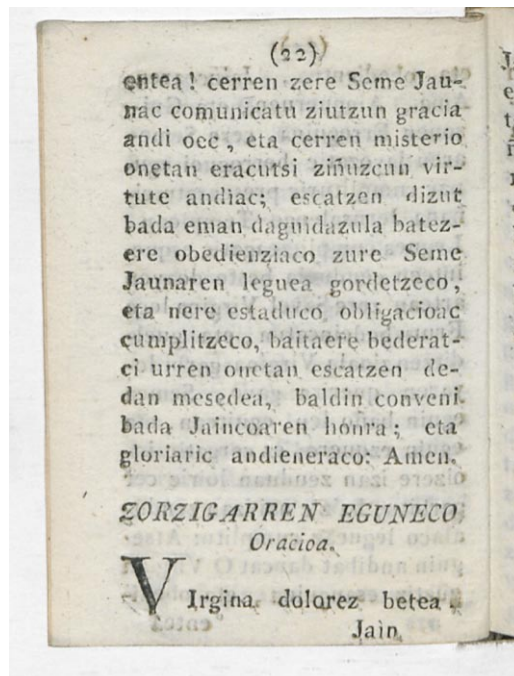 (22)
entea! cerren zere Seme Jau-
nac comunicatu ziutzun gracia
andi oec, eta cerren misterio
onetan eracutsi ziñuzcun vir-
tute andiac; escatzen dizut
bada eman daguidazula batez-
ere obedienziaco zure Seme
Jaunaren leguea gordetzeco,
eta nere estaduco obligacioac
cumplitzeco, baitaere bederat-
ci urren onetan escatzen de-
dan mesedea, baldin conveni
bada Jaincoaren honra; eta
gloriaric andieneraco: Amen.
ZORZIGARREN EGUNECO
Oracioa.
VIrgina dolorez betea.
Jain